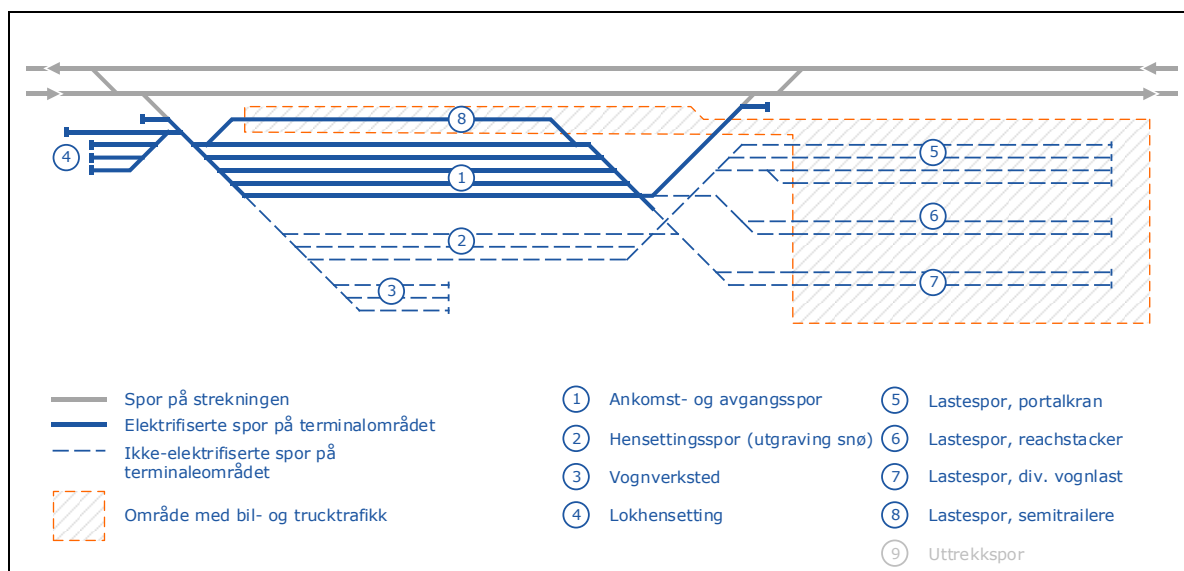 8
4
5
1
6
2
7
3
Spor på strekningen
Elektrifiserte spor på terminalområdet
Ikke-elektrifiserte spor på
terminaleområdet
Område med bil- og trucktrafikk
1 Ankomst- og avgangsspor
2 Hensettingsspor (utgraving snø)
3 Vognverksted
4 Lokhensetting
5 Lastespor, portalkran
6 Lastespor, reachstacker
7 Lastespor, div. vognlast
8 Lastespor, semitrailere
9 Uttrekkspor